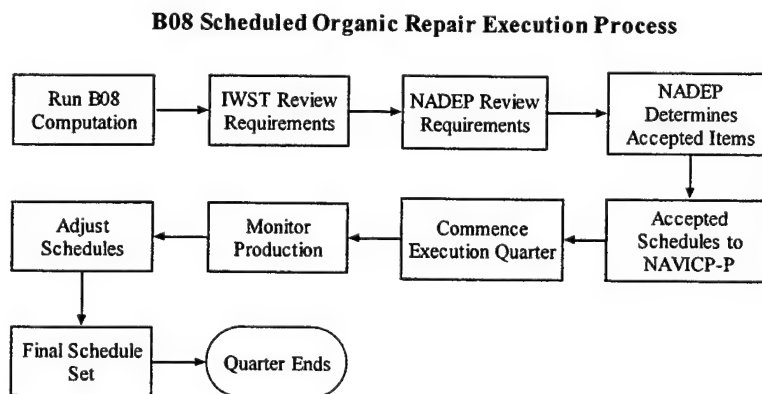 B08 Scheduled Organic Repair Execution Process
Run B08
Computation
IWST Review
Requirements
NADEP Review
Requirements
NADEP
Determines
Accepted Items
Accepted
Schedules to
NAVICP-P
Commence
Execution Quarter
Monitor
Production
Adjust
Schedules
Final Schedule
Set
Quarter Ends